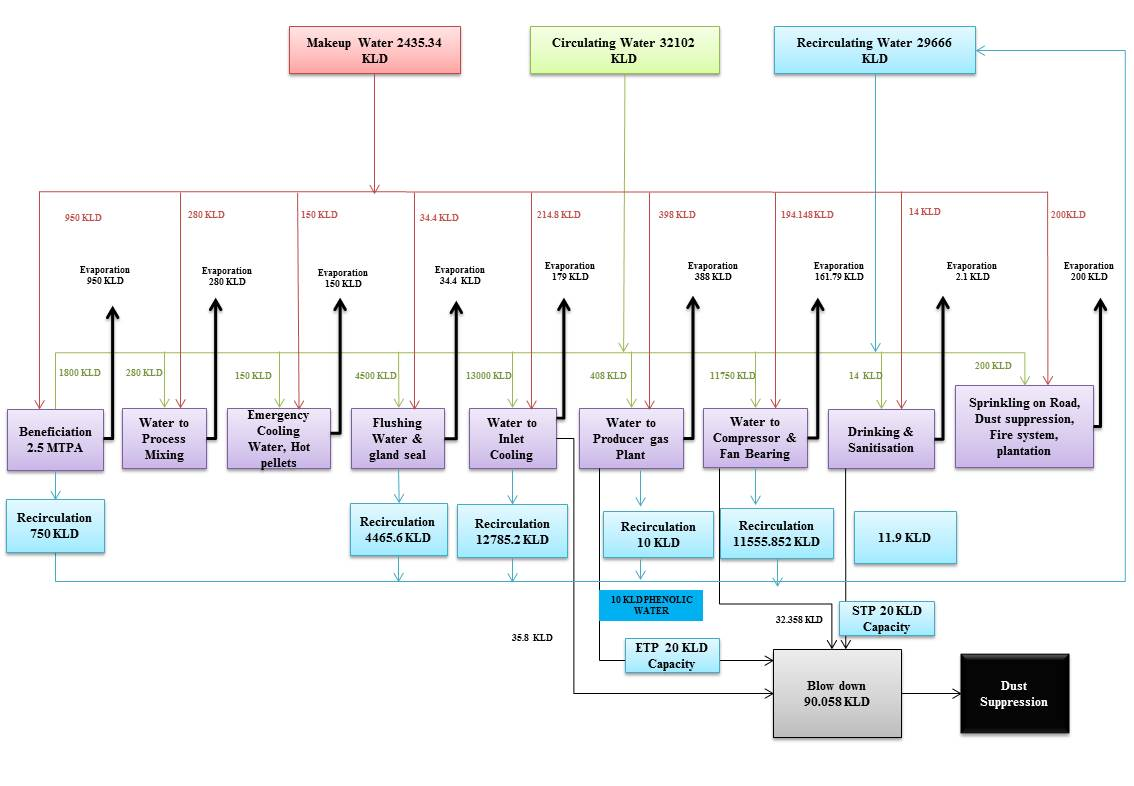 Makeup Water 2435.34
KLD
Circulating Water 32102
KLD
Recirculating Water 29666
KLD
950 KLD
280 KLD
150 KLD
34.4 KLD
214.8 KLD
398 KLD
194.148 KLD
14 KLD
200KLD
Evaporation
950 KLD
Evaporation
280 KLD
Evaporation
150 KLD
Evaporation
34.4 KLD
Evaporation
179 KLD
Evaporation
388 KLD
Evaporation
161.79 KLD
Evaporation
2.1 KLD
Evaporation
200 KLD
1800 KLD
280 KLD
150 KLD
4500 KLD
13000 KLD
408 KLD
11750 KLD
14 KLD
200 KLD
Beneficiation
2.5 MTPA
Water to
Process
Mixing
Emergency
Cooling
Water, Hot
pellets
Flushing
Water &
gland seal
Water to
Inlet
Cooling
Water to
Producer gas
Plant
Water to
Compressor &
Fan Bearing
Drinking &
Sanitisation
Sprinkling on Road,
Dust suppression,
Fire system,
plantation
Recirculation
750 KLD
Recirculation
4465.6 KLD
Recirculation
12785.2 KLD
Recirculation
10 KLD
Recirculation
11555.852 KLD
11.9 KLD
10 KLD PHENOLIC
WATER
35.8 KLD
32.358 KLD
STP 20 KLD
Capacity
ETP 20 KLD
Capacity
Blow down
90.058 KLD
Dust
Suppression